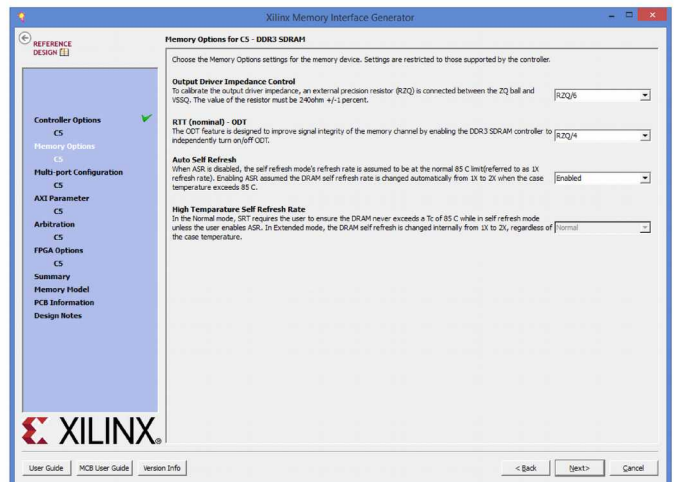 Xilinx Memory Interface Generator
REFERENCE
DESIGN
Memory Options for C5 - DDR3 SDRAM
Choose the Memory Options settings for the memory device. Settings are restricted to those supported by the controller.
Output Driver Impedance Control
To calibrate the output driver impedance, an external precision resistor (RZQ) is connected between the ZQ ball and
VSSQ. The value of the resistor must be 240ohm +/-1 percent.
RZQ/6
RTT (nominal) - ODT
The ODT feature is designed to improve signal integrity of the memory channel by enabling the DDR3 SDRAM controller to
independently turn on/off ODT.
RZQ/4
Auto Self Refresh
When ASR is disabled, the self refresh mode's refresh rate is assumed to be at the normal 85 C limit(referred to as 1X
refresh rate). Enabling ASR assumed the DRAM self refresh rate is changed automatically from 1X to 2X when the case
temperature exceeds 85 C.
Enabled
High Temparature Self Refresh Rate
In the Normal mode, SRT requires the user to ensure the DRAM never exceeds a Tc of 85 C while in self refresh mode
unless the user enables ASR. In Extended mode, the DRAM self refresh is changed internally from 1X to 2X, regardless of
the case temperature.
Normal
Controller Options
C5
Memory Options
C5
Multi-port Configuration
C5
AXI Parameter
C5
Arbitration
C5
FPGA Options
C5
Summary
Memory Model
PCB Information
Design Notes
XILINX®
User Guide
MCB User Guide
Version Info
< Back
Next>
Cancel